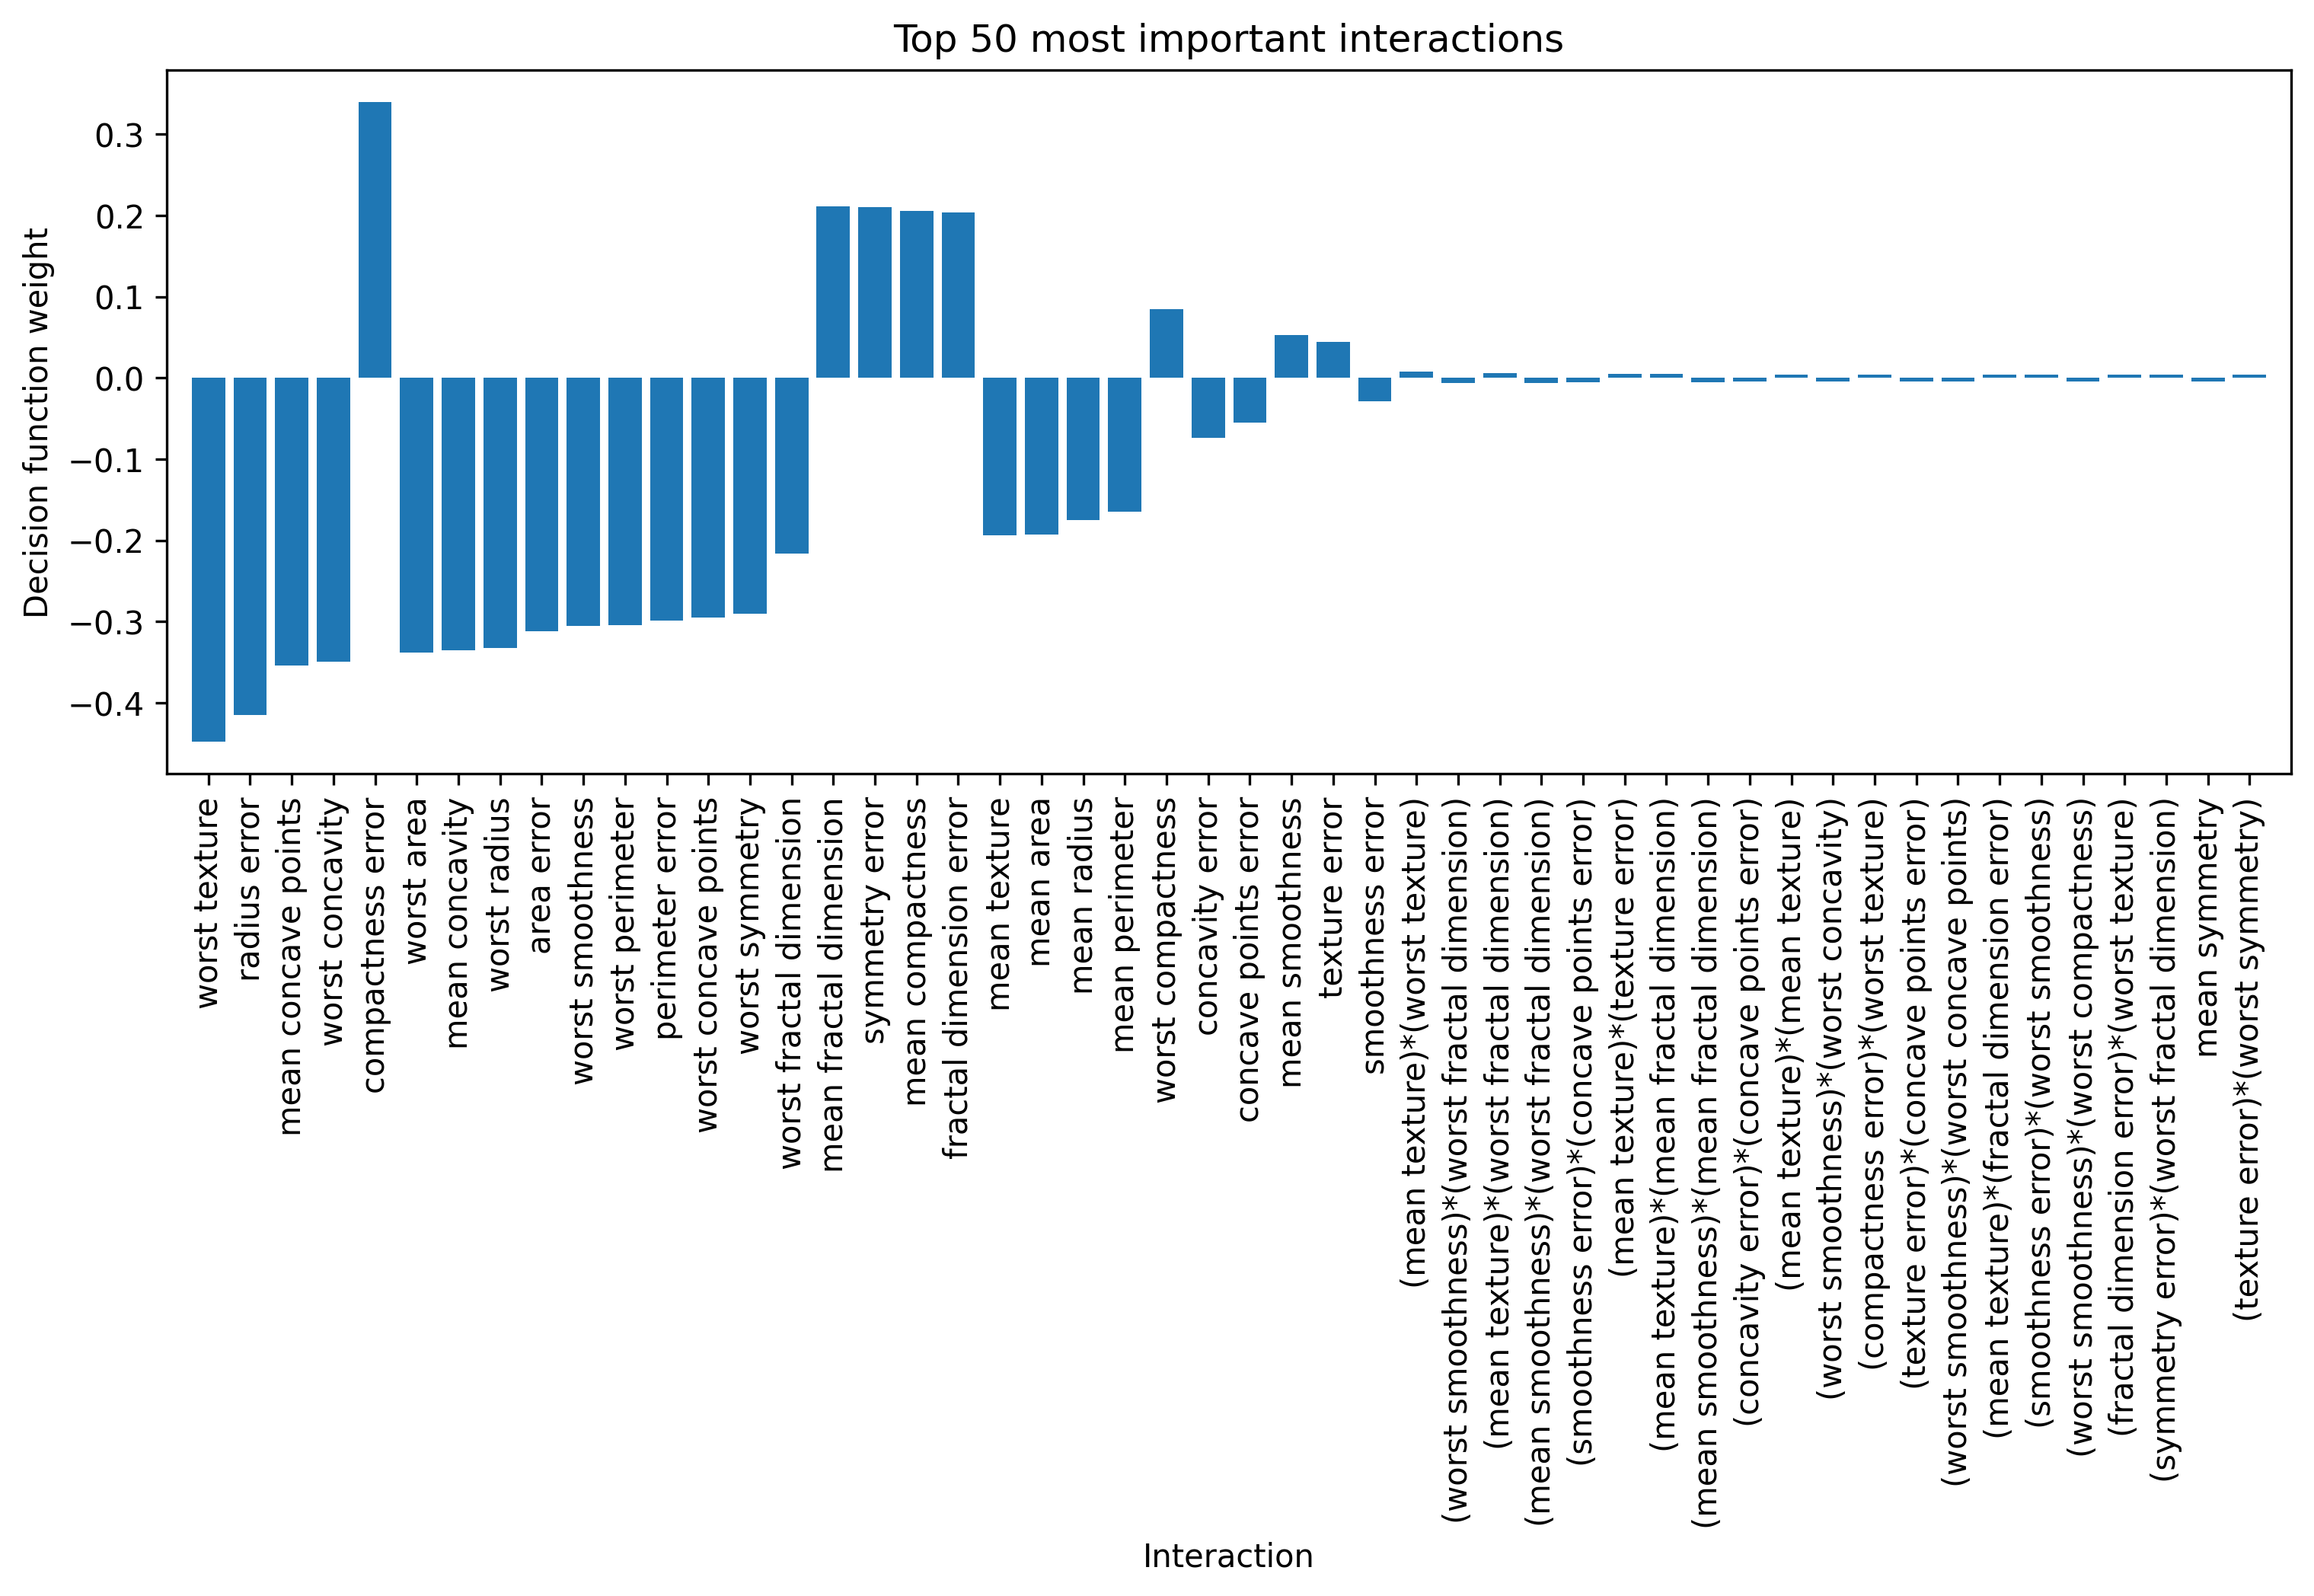 Top 50 most important interactions
Decision function weight
0.3
0.2
0.1
0.0
−0.1
−0.2
−0.3
−0.4
worst texture
radius error
mean concave points
worst concavity
compactness error
worst area
mean concavity
worst radius
area error
worst smoothness
worst perimeter
perimeter error
worst concave points
worst symmetry
worst fractal dimension
mean fractal dimension
symmetry error
mean compactness
fractal dimension error
mean texture
mean area
mean radius
mean perimeter
worst compactness
concavity error
concave points error
mean smoothness
texture error
smoothness error
(mean texture)*(worst texture)
(worst smoothness)*(worst fractal dimension)
(mean texture)*(worst fractal dimension)
(mean smoothness)*(worst fractal dimension)
(smoothness error)*(concave points error)
(mean texture)*(texture error)
(mean texture)*(mean fractal dimension)
(mean smoothness)*(mean fractal dimension)
(concavity error)*(concave points error)
(mean texture)*(mean texture)
(worst smoothness)*(worst concavity)
(compactness error)*(worst texture)
(texture error)*(concave points error)
(worst smoothness)*(worst concave points)
(mean texture)*(fractal dimension error)
(smoothness error)*(worst smoothness)
(worst smoothness)*(worst compactness)
(fractal dimension error)*(worst texture)
(symmetry error)*(worst fractal dimension)
mean symmetry
(texture error)*(worst symmetry)
Interaction